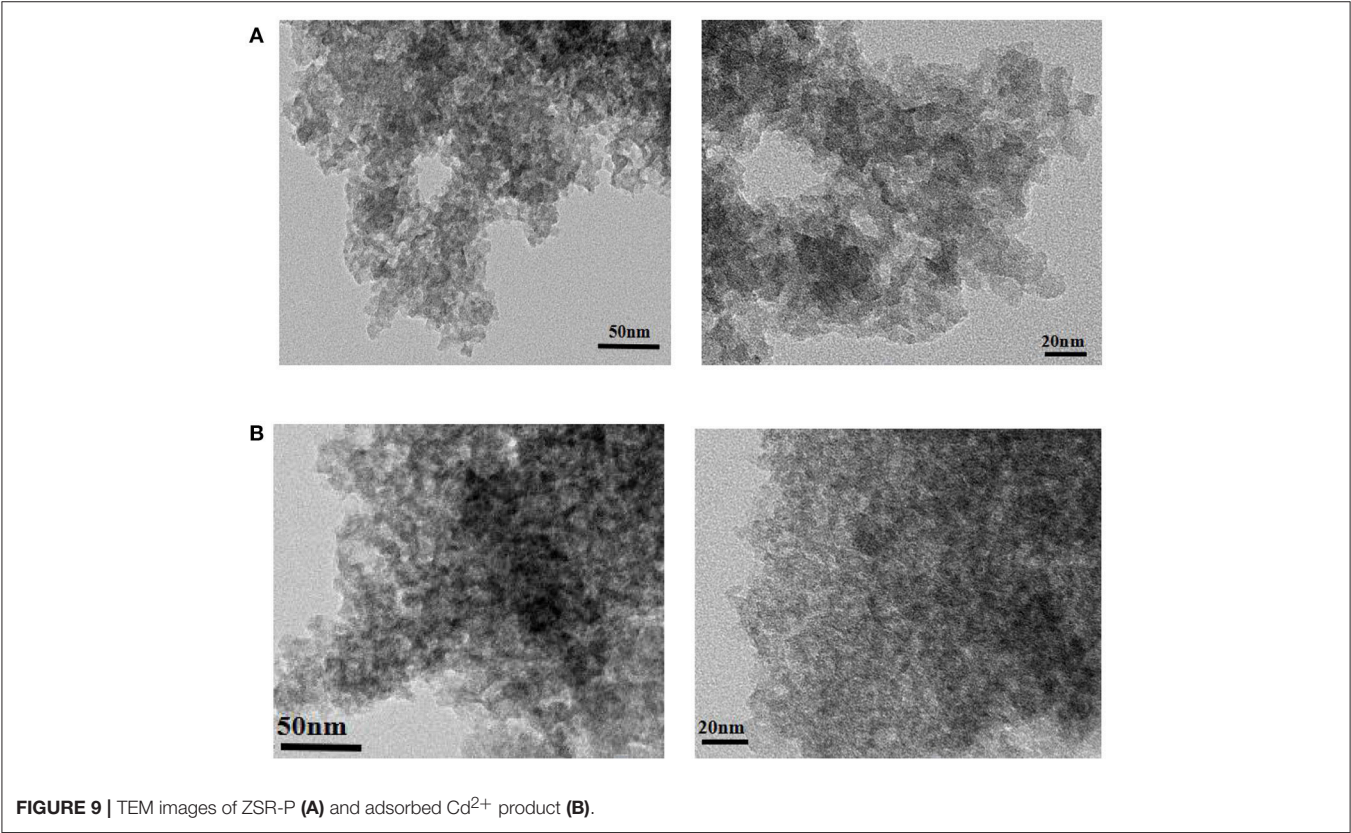 A
50nm
20nm
B
50nm
20nm
FIGURE 9 | TEM images of ZSR-P (A) and adsorbed Cd2+ product (B).